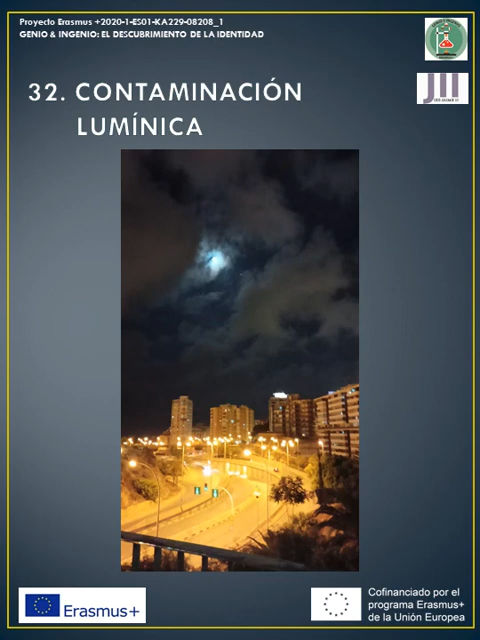 Proyecto Erasmus +2020-1-ES01-KA229-08208_1
GENIO & INGENIO: EL DESCUBRIMIENTO DE LA IDENTIDAD
JJII
32. CONTAMINACIÓN
LUMÍNICA
Erasmus+
Cofinanciado por el
programa Erasmus+
de la Unión Europea